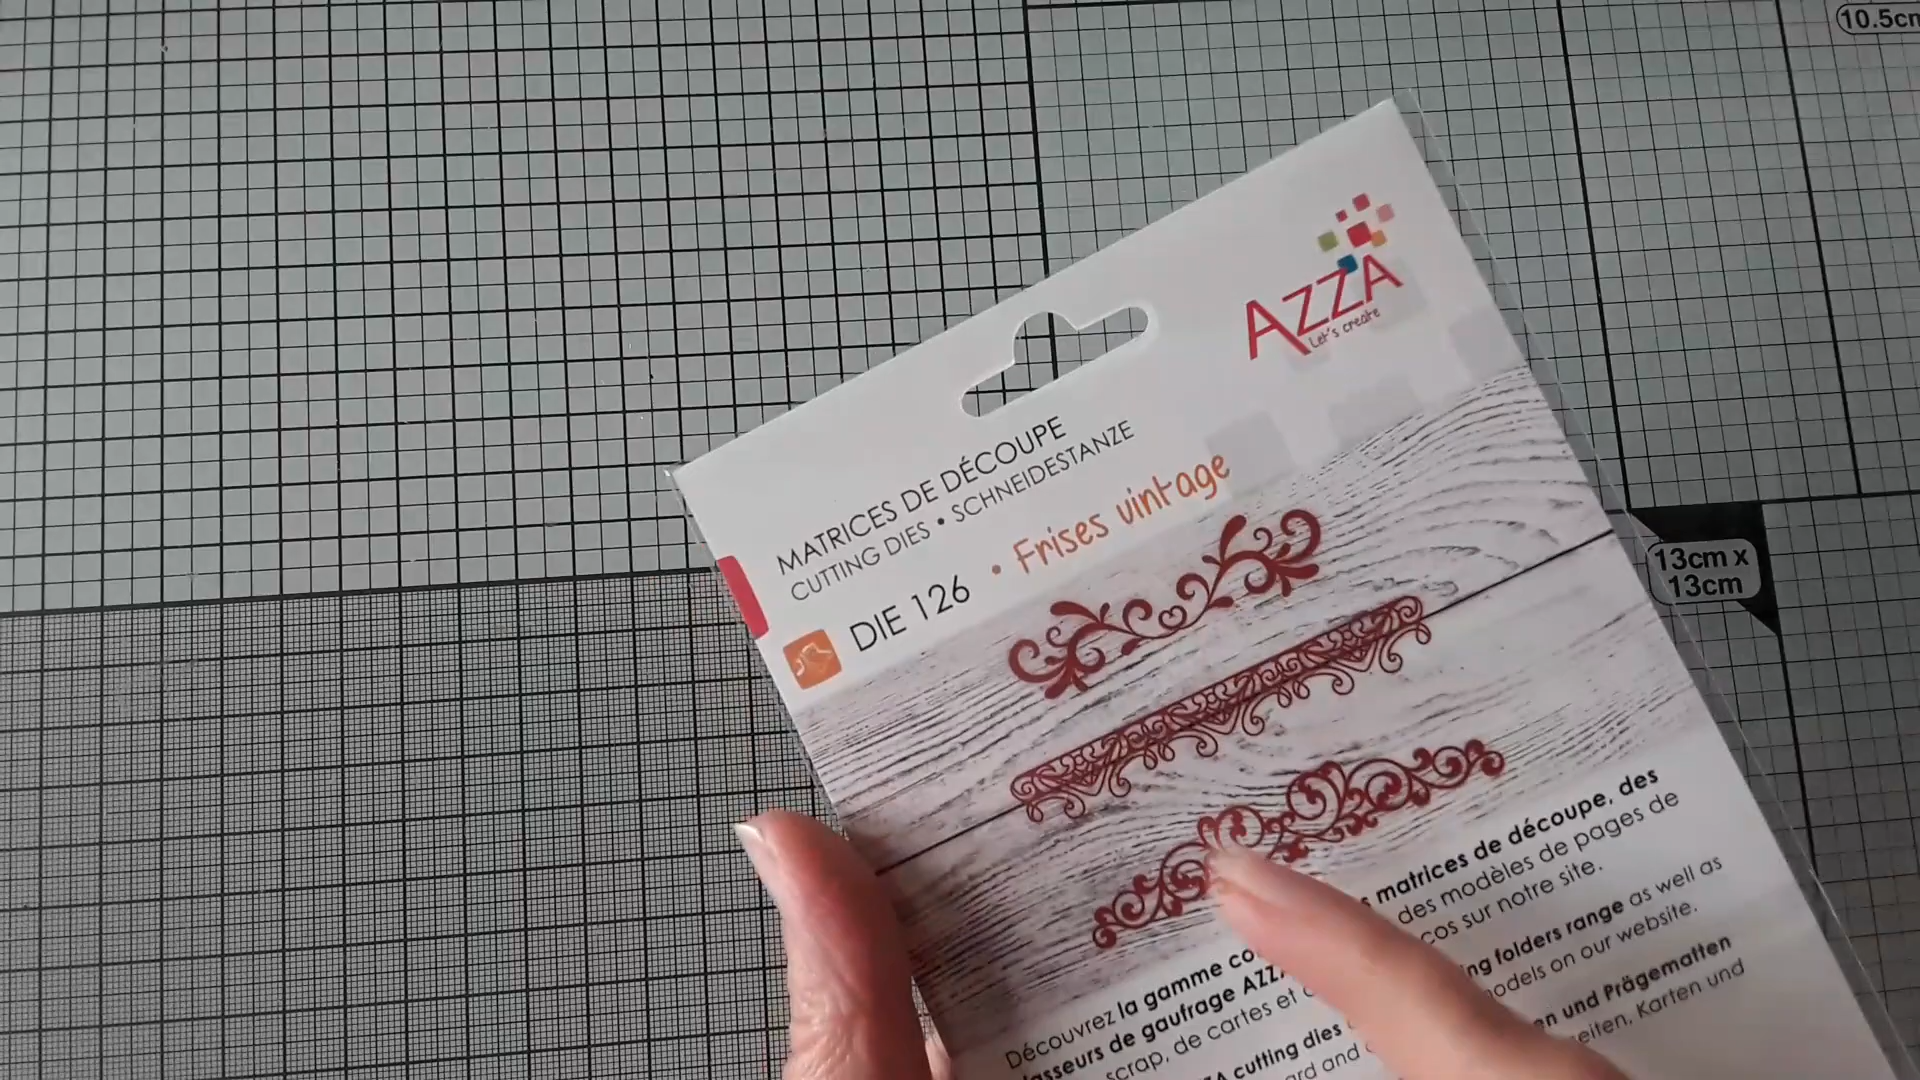 10.5cm
AZZA
Let's create
MATRICES DE DÉCOUPE
CUTTING DIES • SCHNEIDESTANZE
DIE 126 • Frises vintage
13cm x
13cm
Découvrez la gamme matrices de découpe, des
de gaufrage des modèles de pages de
scrap, de cartes et sur notre site.
cutting dies folders range as well as
and on our website.
und Prägematten
Karten und